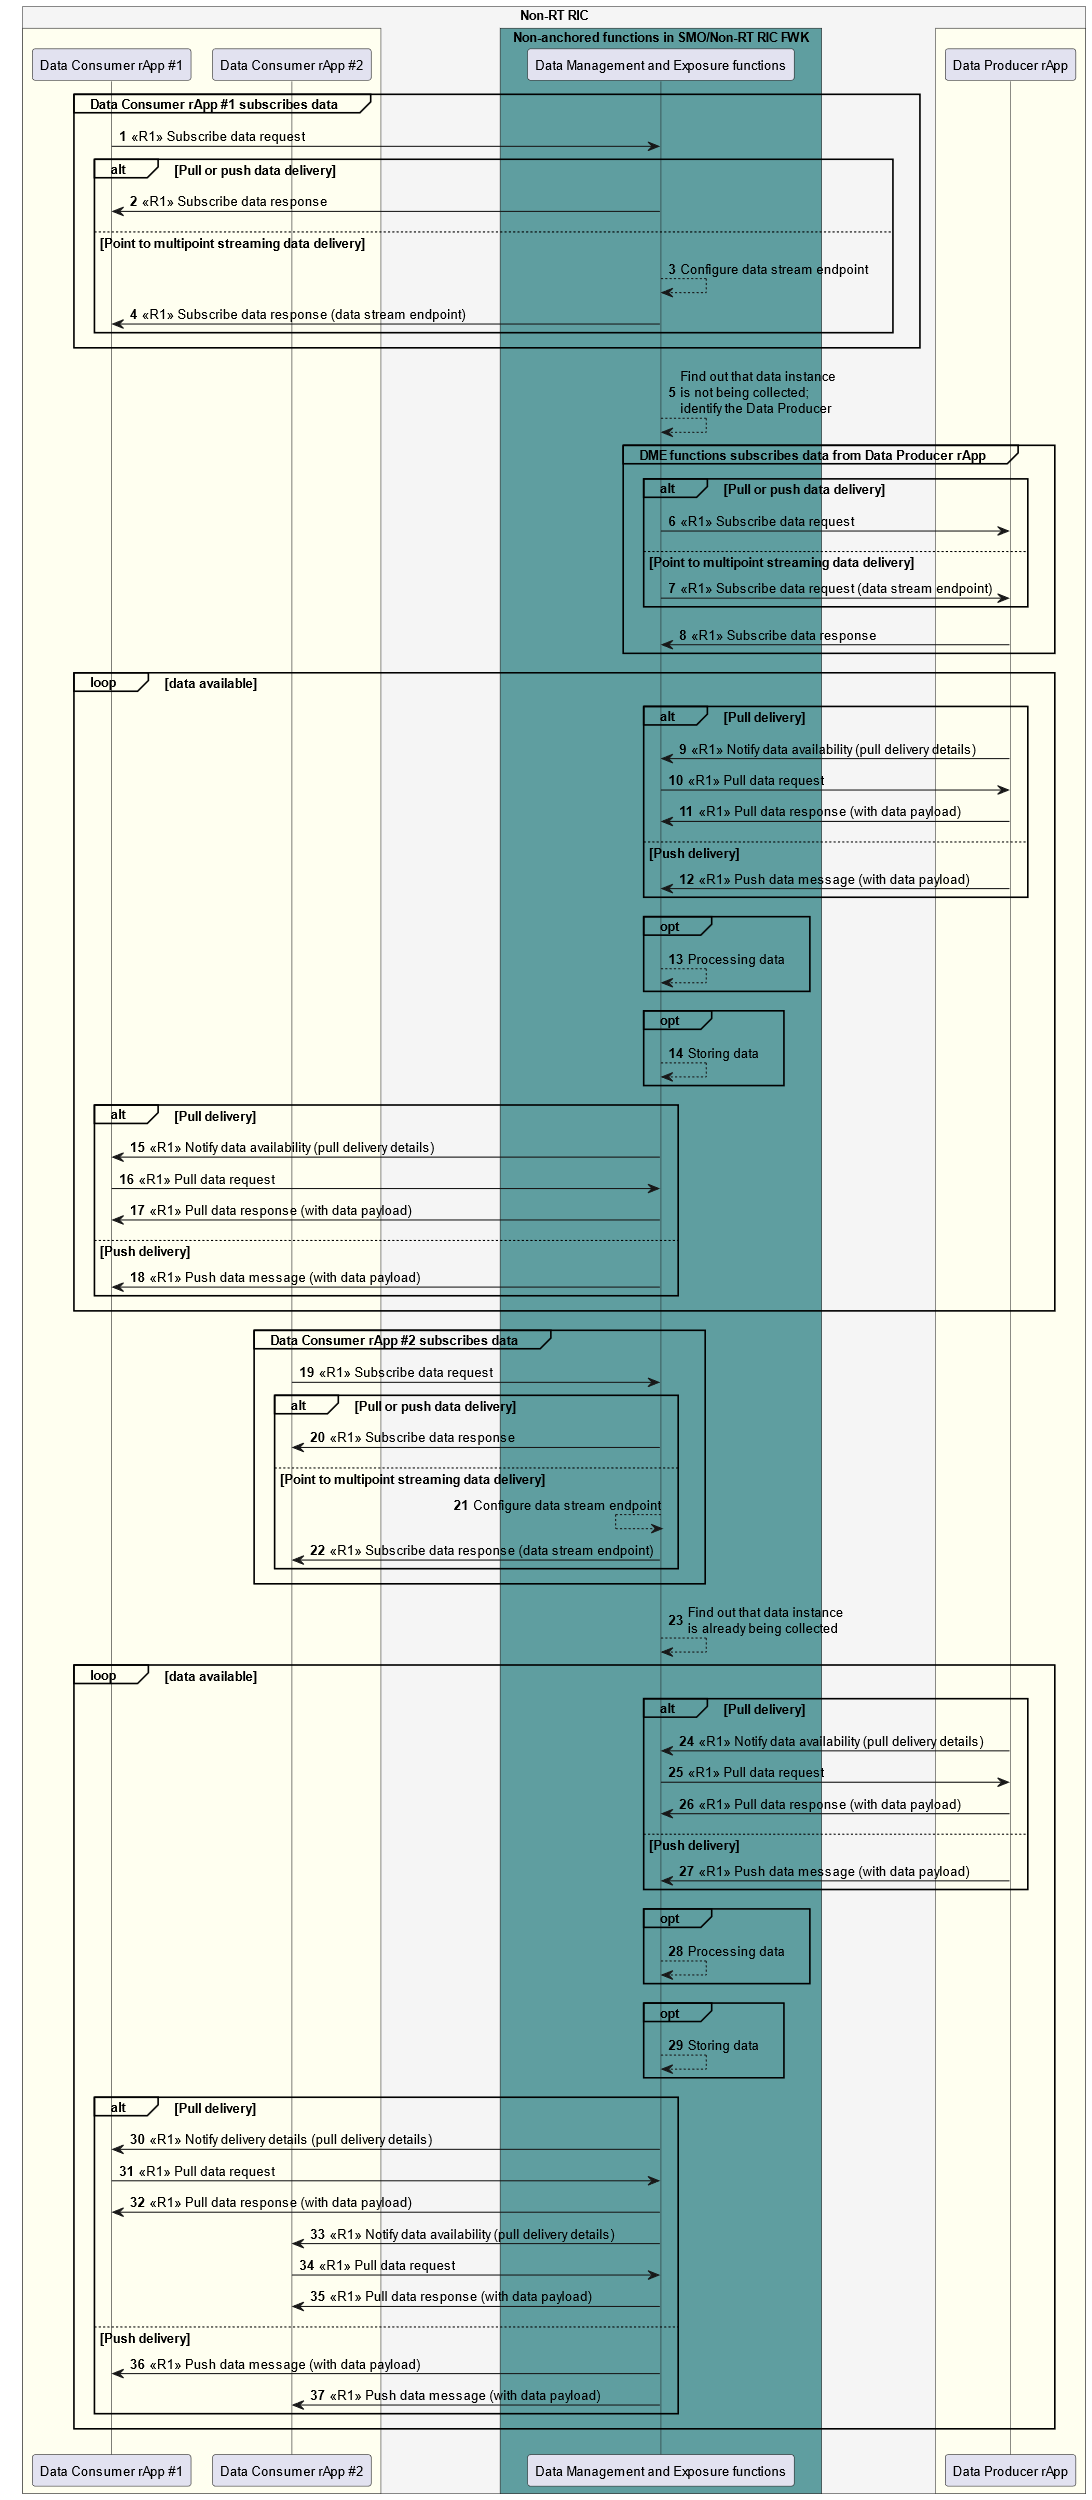 Non-RT RIC
Non-anchored functions in SMO/Non-RT RIC FWK
Data Consumer rApp #1
Data Consumer rApp #2
Data Management and Exposure functions
Data Producer rApp
Data Consumer rApp #1 subscribes data
1 «R1» Subscribe data request
alt [Pull or push data delivery]
2 «R1» Subscribe data response
[Point to multipoint streaming data delivery]
3 Configure data stream endpoint
4 «R1» Subscribe data response (data stream endpoint)
Find out that data instance
5 is not being collected;
identify the Data Producer
DME functions subscribes data from Data Producer rApp
alt [Pull or push data delivery]
6 «R1» Subscribe data request
[Point to multipoint streaming data delivery]
7 «R1» Subscribe data request (data stream endpoint)
8 «R1» Subscribe data response
loop [data available]
alt [Pull delivery]
9 «R1» Notify data availability (pull delivery details)
10 «R1» Pull data request
11 «R1» Pull data response (with data payload)
[Push delivery]
12 «R1» Push data message (with data payload)
opt
13 Processing data
opt
14 Storing data
alt [Pull delivery]
15 «R1» Notify data availability (pull delivery details)
16 «R1» Pull data request
17 «R1» Pull data response (with data payload)
[Push delivery]
18 «R1» Push data message (with data payload)
Data Consumer rApp #2 subscribes data
19 «R1» Subscribe data request
alt [Pull or push data delivery]
20 «R1» Subscribe data response
[Point to multipoint streaming data delivery]
21 Configure data stream endpoint
22 «R1» Subscribe data response (data stream endpoint)
Find out that data instance
23 is already being collected
loop [data available]
alt [Pull delivery]
24 «R1» Notify data availability (pull delivery details)
25 «R1» Pull data request
26 «R1» Pull data response (with data payload)
[Push delivery]
27 «R1» Push data message (with data payload)
opt
28 Processing data
opt
29 Storing data
alt [Pull delivery]
30 «R1» Notify delivery details (pull delivery details)
31 «R1» Pull data request
32 «R1» Pull data response (with data payload)
33 «R1» Notify data availability (pull delivery details)
34 «R1» Pull data request
35 «R1» Pull data response (with data payload)
[Push delivery]
36 «R1» Push data message (with data payload)
37 «R1» Push data message (with data payload)
Data Consumer rApp #1
Data Consumer rApp #2
Data Management and Exposure functions
Data Producer rApp